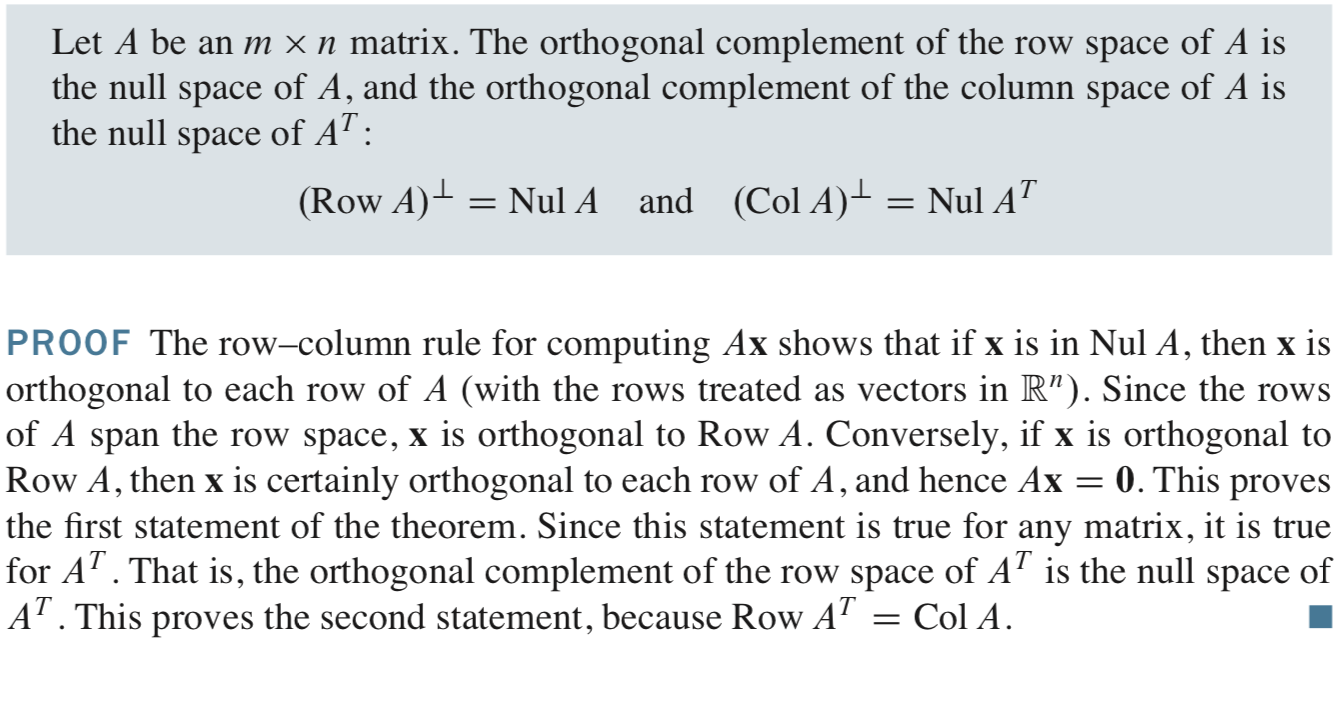 Let A be an m × n matrix. The orthogonal complement of the row space of A is
the null space of A, and the orthogonal complement of the column space of A is
the null space of Aᵀ:
(Row A)⊥ = Nul A and (Col A)⊥ = Nul Aᵀ
PROOF The row–column rule for computing Ax shows that if x is in Nul A, then x is
orthogonal to each row of A (with the rows treated as vectors in ℝⁿ). Since the rows
of A span the row space, x is orthogonal to Row A. Conversely, if x is orthogonal to
Row A, then x is certainly orthogonal to each row of A, and hence Ax = 0. This proves
the first statement of the theorem. Since this statement is true for any matrix, it is true
for Aᵀ. That is, the orthogonal complement of the row space of Aᵀ is the null space of
Aᵀ. This proves the second statement, because Row Aᵀ = Col A.